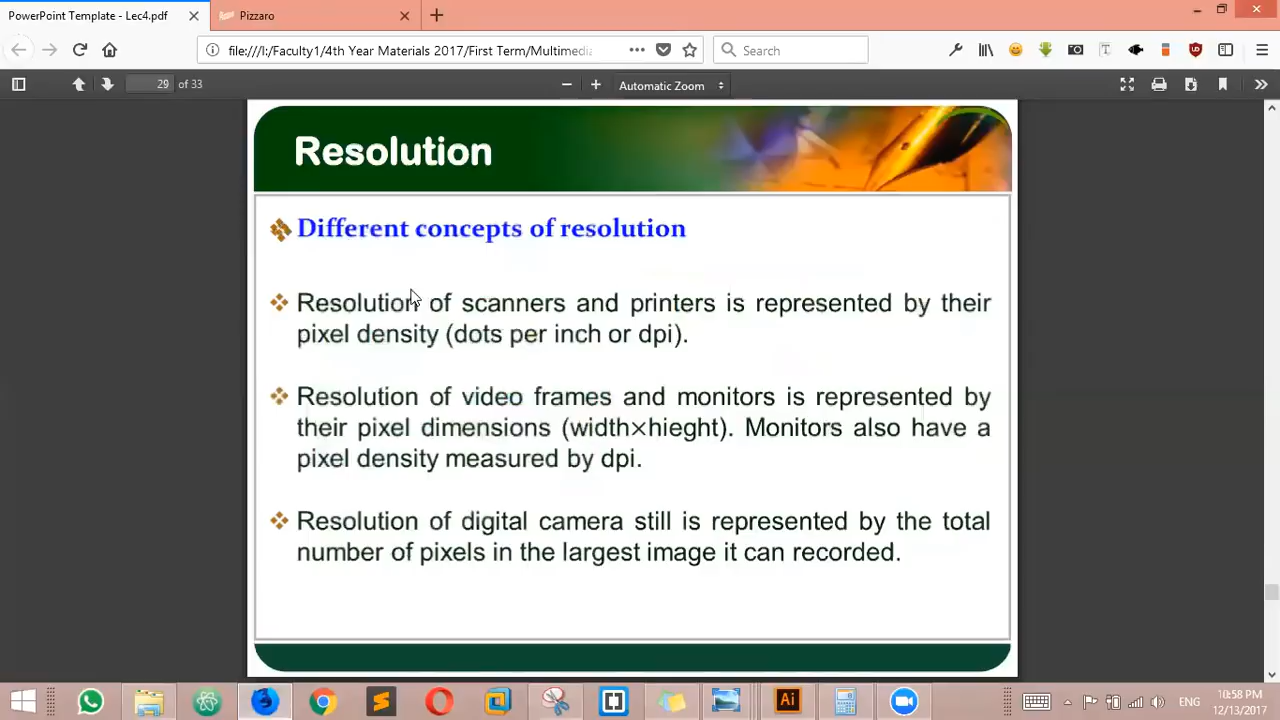 PowerPoint Template - Lec4.pdf
Pizzaro
file:///I:/Faculty1/4th Year Materials 2017/First Term/Multimedia
Search
29 of 33
Automatic Zoom
Resolution
Different concepts of resolution
Resolution of scanners and printers is represented by their
pixel density (dots per inch or dpi).
Resolution of video frames and monitors is represented by
their pixel dimensions (width×hieght). Monitors also have a
pixel density measured by dpi.
Resolution of digital camera still is represented by the total
number of pixels in the largest image it can recorded.
Ai
ENG
10:58 PM
12/13/2017